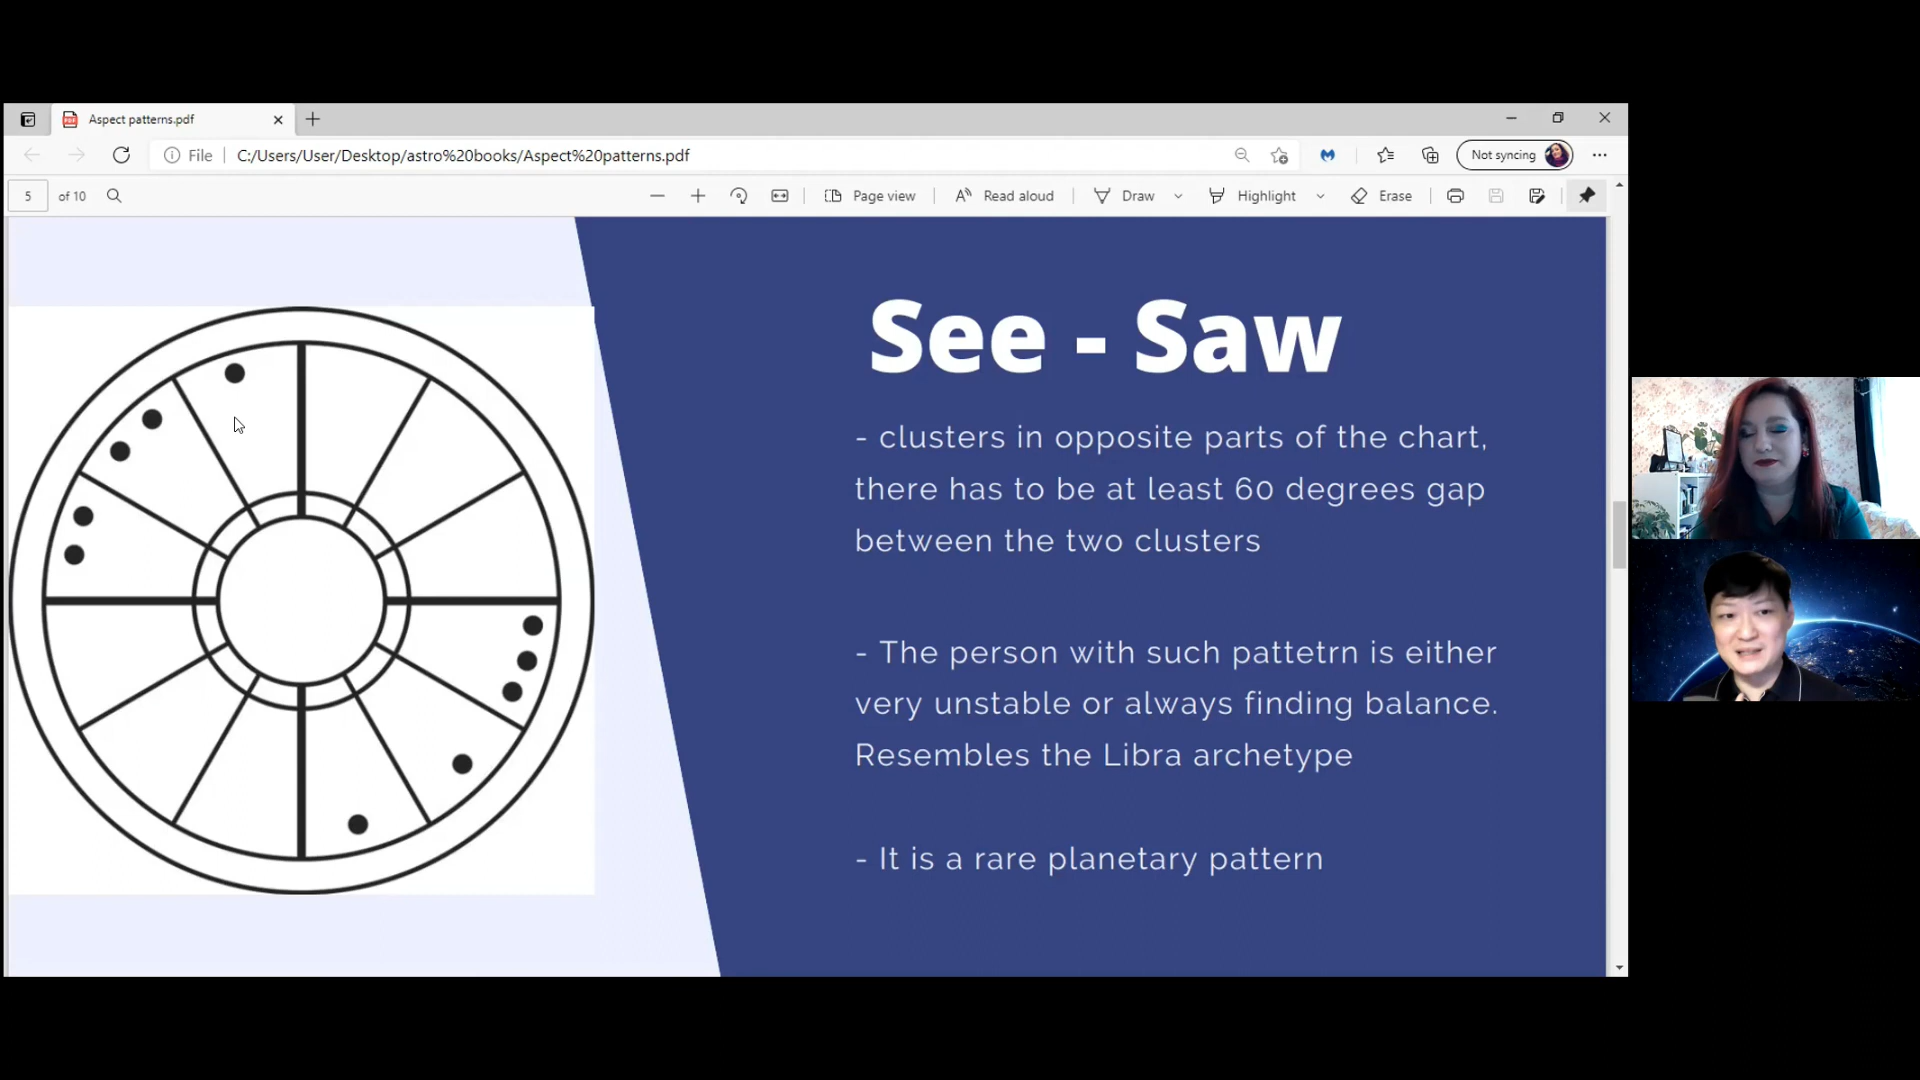 Aspect patterns.pdf
File
C:/Users/User/Desktop/astro%20books/Aspect%20patterns.pdf
Not syncing
5 of 10
Page view
Read aloud
Draw
Highlight
Erase
See - Saw
- clusters in opposite parts of the chart,
there has to be at least 60 degrees gap
between the two clusters
- The person with such pattetrn is either
very unstable or always finding balance.
Resembles the Libra archetype
- It is a rare planetary pattern